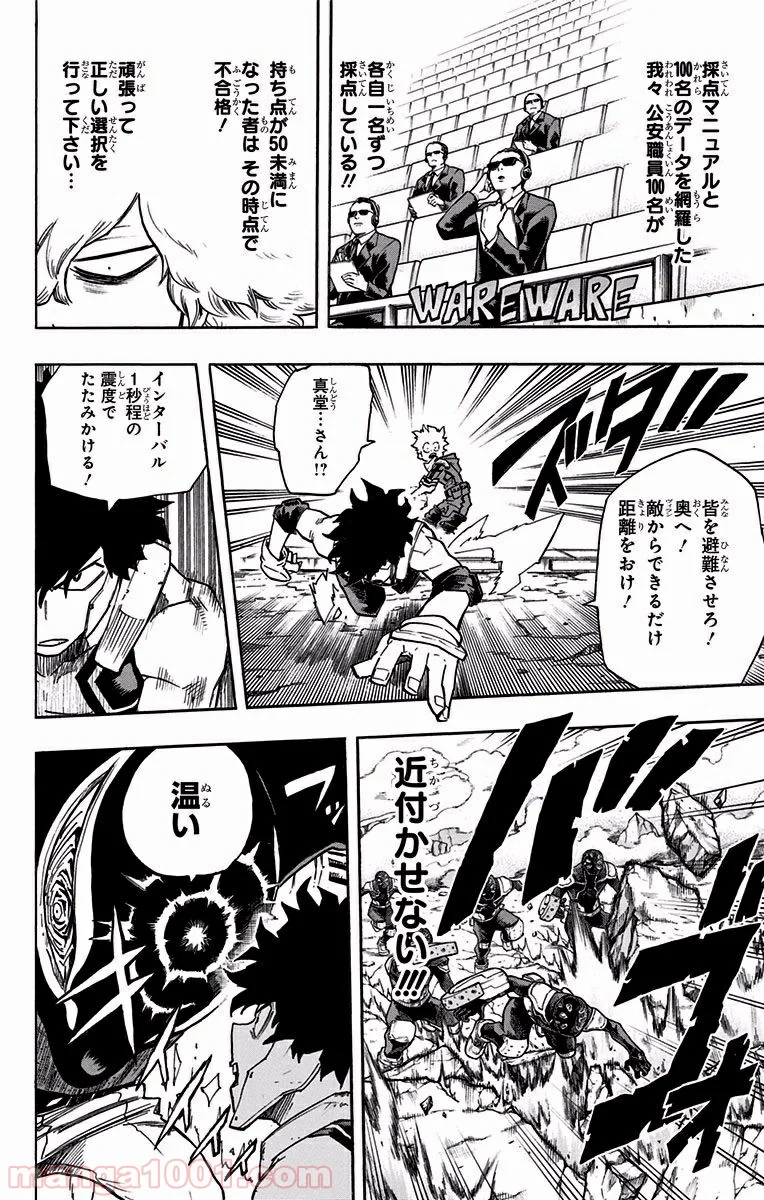 採点マニュアルと
100名のデータを網羅した
我々 公安職員100名が
各自一名ずつ
採点している!!
WAREWARE
持ち点が50未満に
なった者は その時点で
不合格!
頑張って
正しい選択を
行って下さい…
皆を避難させろ!
奥へ!
敵からできるだけ
距離をおけ!
ズダ
真堂
…さん!?
インターバル
1秒程の
震度で
たたみかける!
近付かせない!!!
温い
manga1001.com